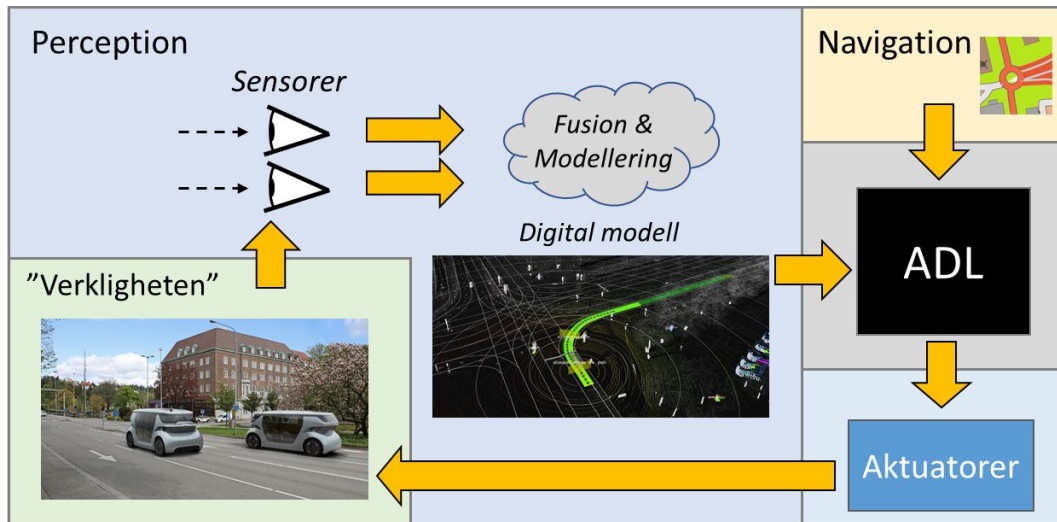 Perception
Sensorer
Fusion &
Modellering
Digital modell
”Verkligheten”
Navigation
ADL
Aktuatorer